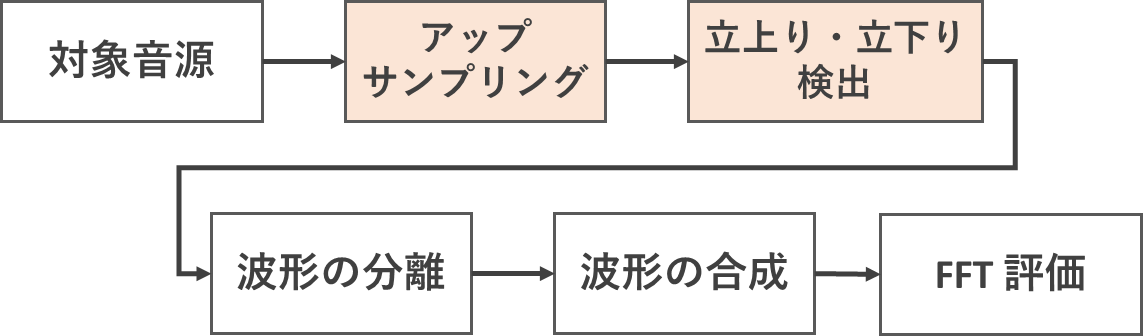 対象音源
アップ
サンプリング
立上り・立下り
検出
波形の分離
波形の合成
FFT 評価